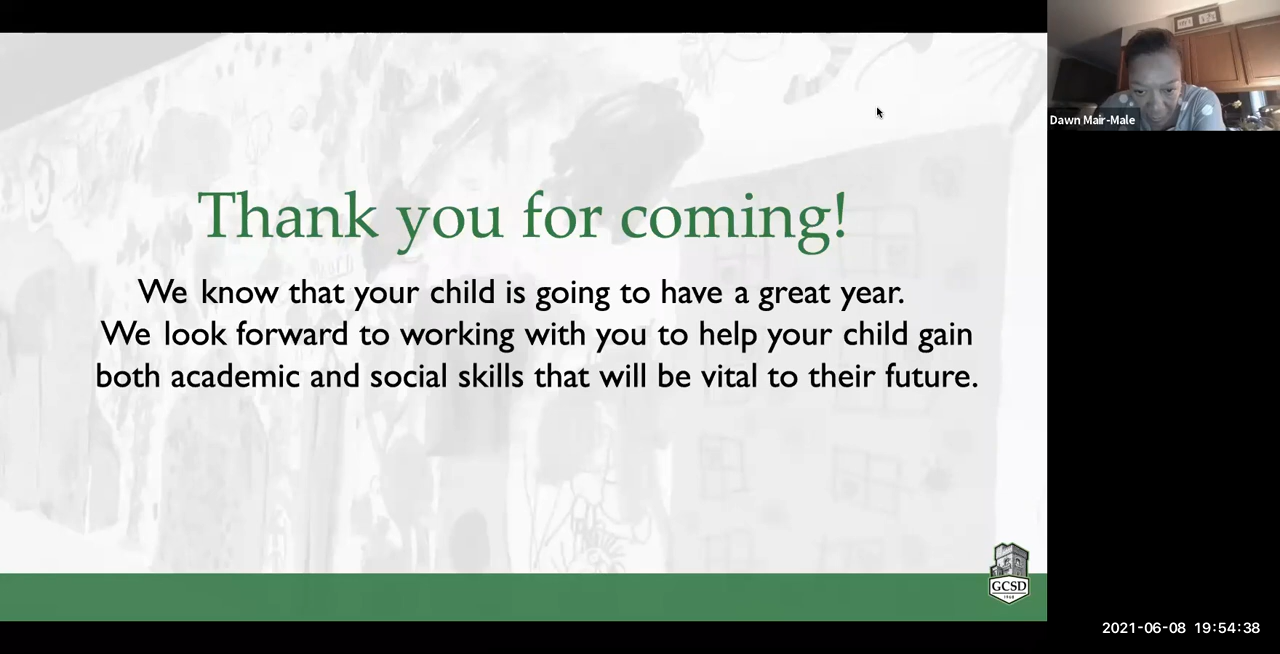 Thank you for coming!
We know that your child is going to have a great year.
We look forward to working with you to help your child gain
both academic and social skills that will be vital to their future.
Dawn Mair-Male
GCSD
2021-06-08 19:54:38